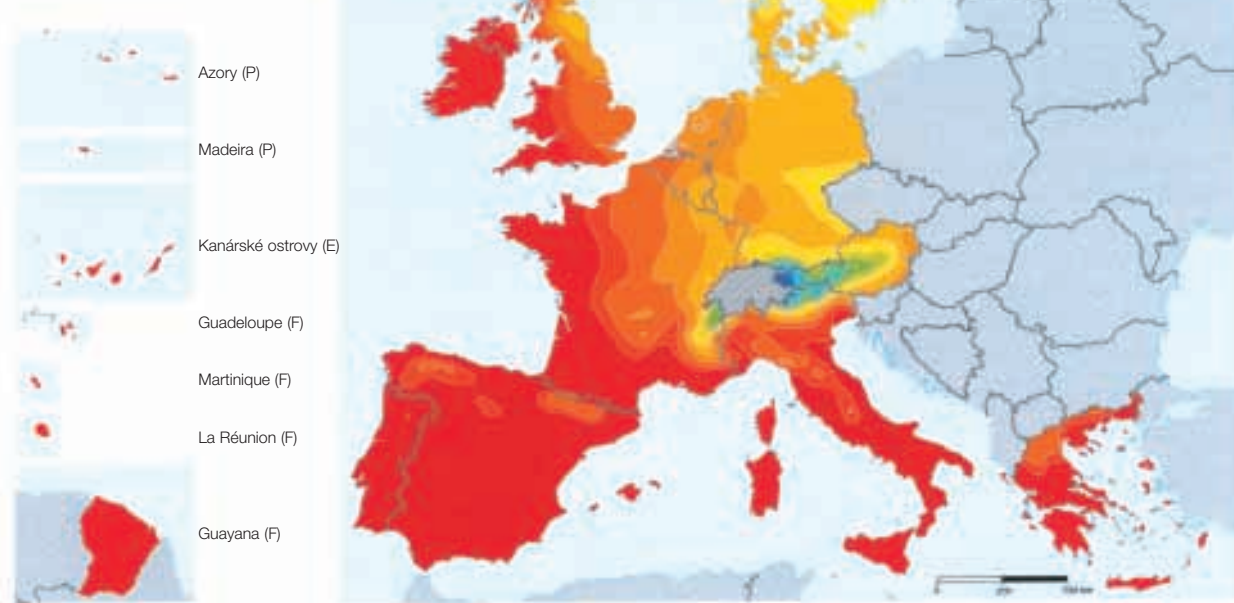 Azory (P)
Madeira (P)
Kanárské ostrovy (E)
Guadeloupe (F)
Martinique (F)
La Réunion (F)
Guayana (F)